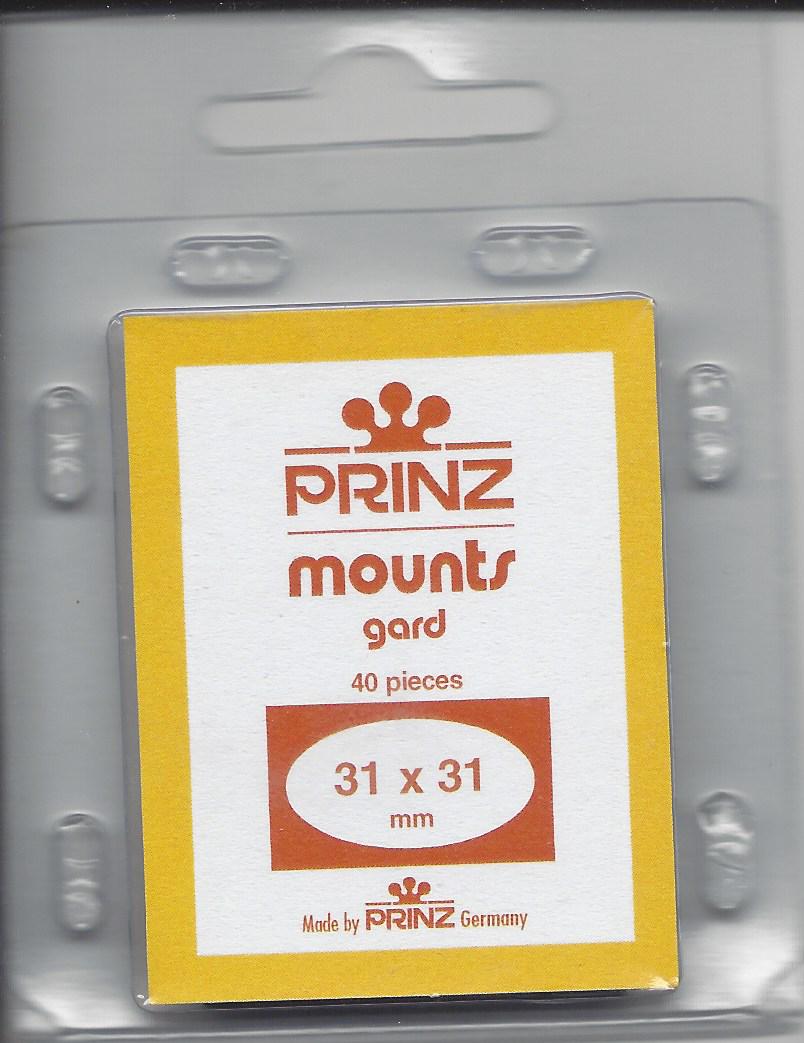 PRINZ
mounts
gard
40 pieces
31 x 31
mm
Made by PRINZ Germany